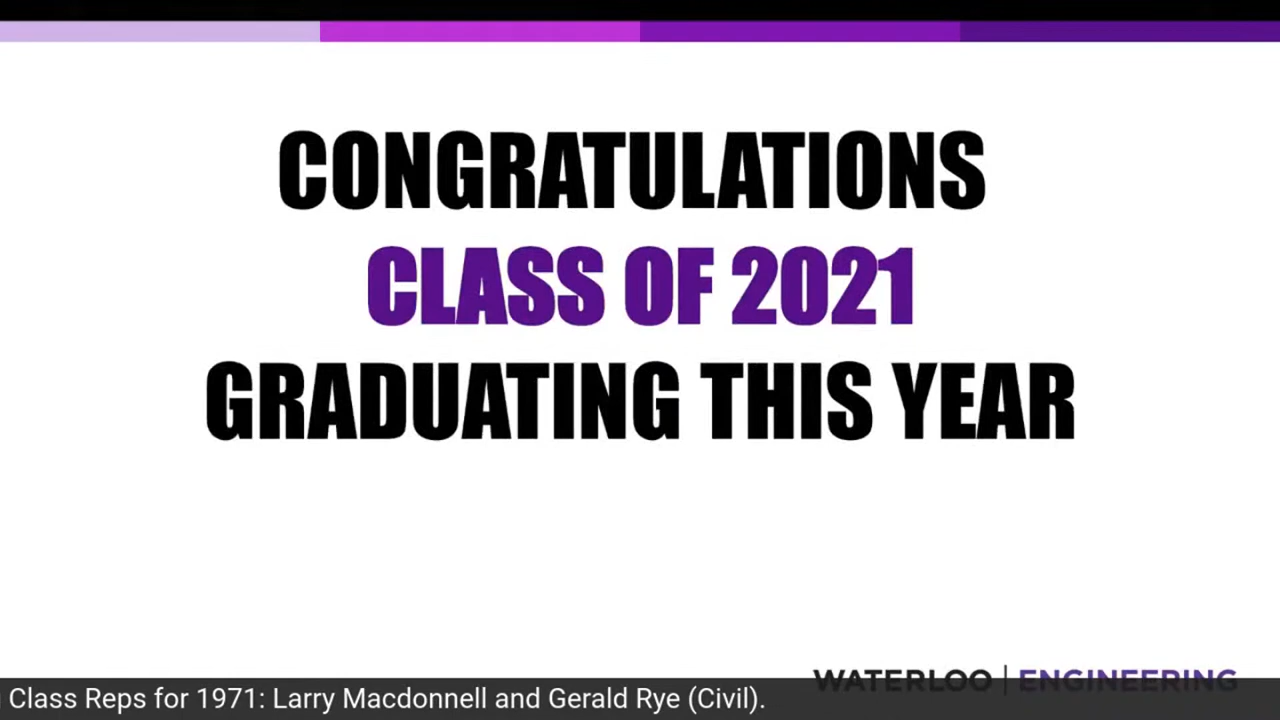 CONGRATULATIONS
CLASS OF 2021
GRADUATING THIS YEAR
WATERLOO | ENGINEERING
Class Reps for 1971: Larry Macdonnell and Gerald Rye (Civil).